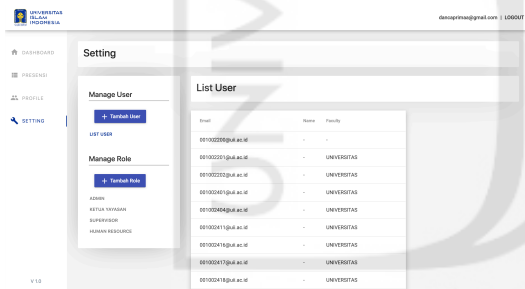 UNIVERSITAS
ISLAM
INDOMESIA
dancaprimas@gmail.com | LOGOUT
DASHBOARD
PRESENSI
PROFILE
SETTING
Setting
Manage User
+ Tambah User
LIST USER
Manage Role
+ Tambah Role
ADMIN
KETUA YAYASAN
SUPERVISOR
HUMAN RESOURCE
List User
Email Name Faculty
001002200@uii.ac.id - -
001002201@uii.ac.id - UNIVERSITAS
001002202@uii.ac.id - UNIVERSITAS
001002401@uii.ac.id - UNIVERSITAS
001002404@uii.ac.id - UNIVERSITAS
001002411@uii.ac.id - UNIVERSITAS
001002416@uii.ac.id - UNIVERSITAS
001002417@uii.ac.id - UNIVERSITAS
001002418@uii.ac.id - UNIVERSITAS
V 1.0